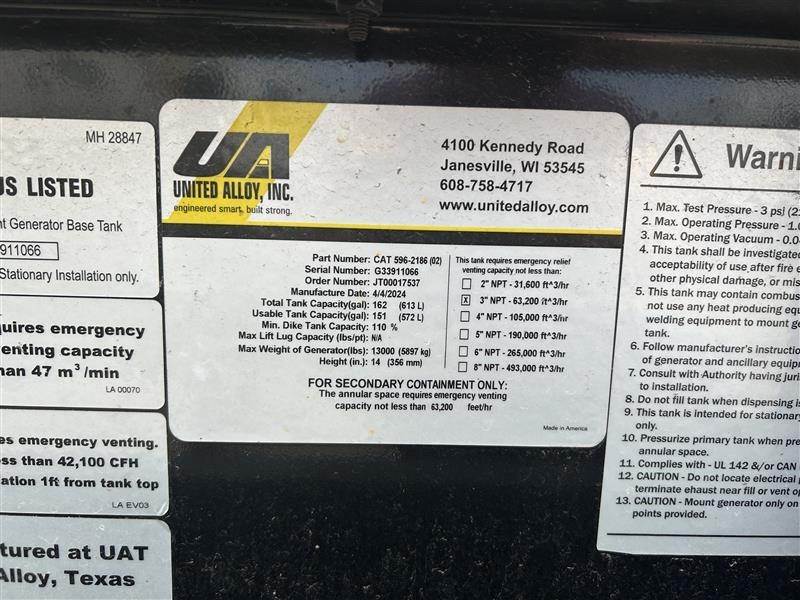 MH 28847
US LISTED
nt Generator Base Tank
911066
Stationary Installation only.
uires emergency
venting capacity
han 47 m³/min
LA 00070
es emergency venting.
ss than 42,100 CFH
ation 1ft from tank top
LA EV03
tured at UAT
Alloy, Texas
UA
UNITED ALLOY, INC.
engineered smart, built strong.
4100 Kennedy Road
Janesville, WI 53545
608-758-4717
www.unitedalloy.com
Part Number: CAT 596-2186 (02)
Serial Number: G33911066
Order Number: JT00017537
Manufacture Date: 4/4/2024
Total Tank Capacity(gal): 162 (613 L)
Usable Tank Capacity(gal): 151 (572 L)
Min. Dike Tank Capacity: 110 %
Max Lift Lug Capacity (lbs/pt): N/A
Max Weight of Generator(lbs): 13000 (5897 kg)
Height (in.): 14 (356 mm)
This tank requires emergency relief
venting capacity not less than:
2" NPT - 31,600 ft^3/hr
X 3" NPT - 63,200 ft^3/hr
4" NPT - 105,000 ft^3/hr
5" NPT - 190,000 ft^3/hr
6" NPT - 265,000 ft^3/hr
8" NPT - 493,000 ft^3/hr
FOR SECONDARY CONTAINMENT ONLY:
The annular space requires emergency venting
capacity not less than 63,200 feet/hr
Made in America
Warni
1. Max. Test Pressure - 3 psi (2
2. Max. Operating Pressure - 1.
3. Max. Operating Vacuum - 0.0
4. This tank shall be investigated
acceptability of use after fire e
other physical damage, or mis
5. This tank may contain combus
not use any heat producing equ
welding equipment to mount ge
tank.
6. Follow manufacturer's instructio
of generator and ancillary equip
7. Consult with Authority having juri
to installation.
8. Do not fill tank when dispensing is
9. This tank is intended for stationary
only.
10. Pressurize primary tank when pre
annular space.
11. Complies with - UL 142 &/or CAN
12. CAUTION - Do not locate electrical
terminate ehaust near fill or vent op
13. CAUTION - Mount generator only on
points provided.